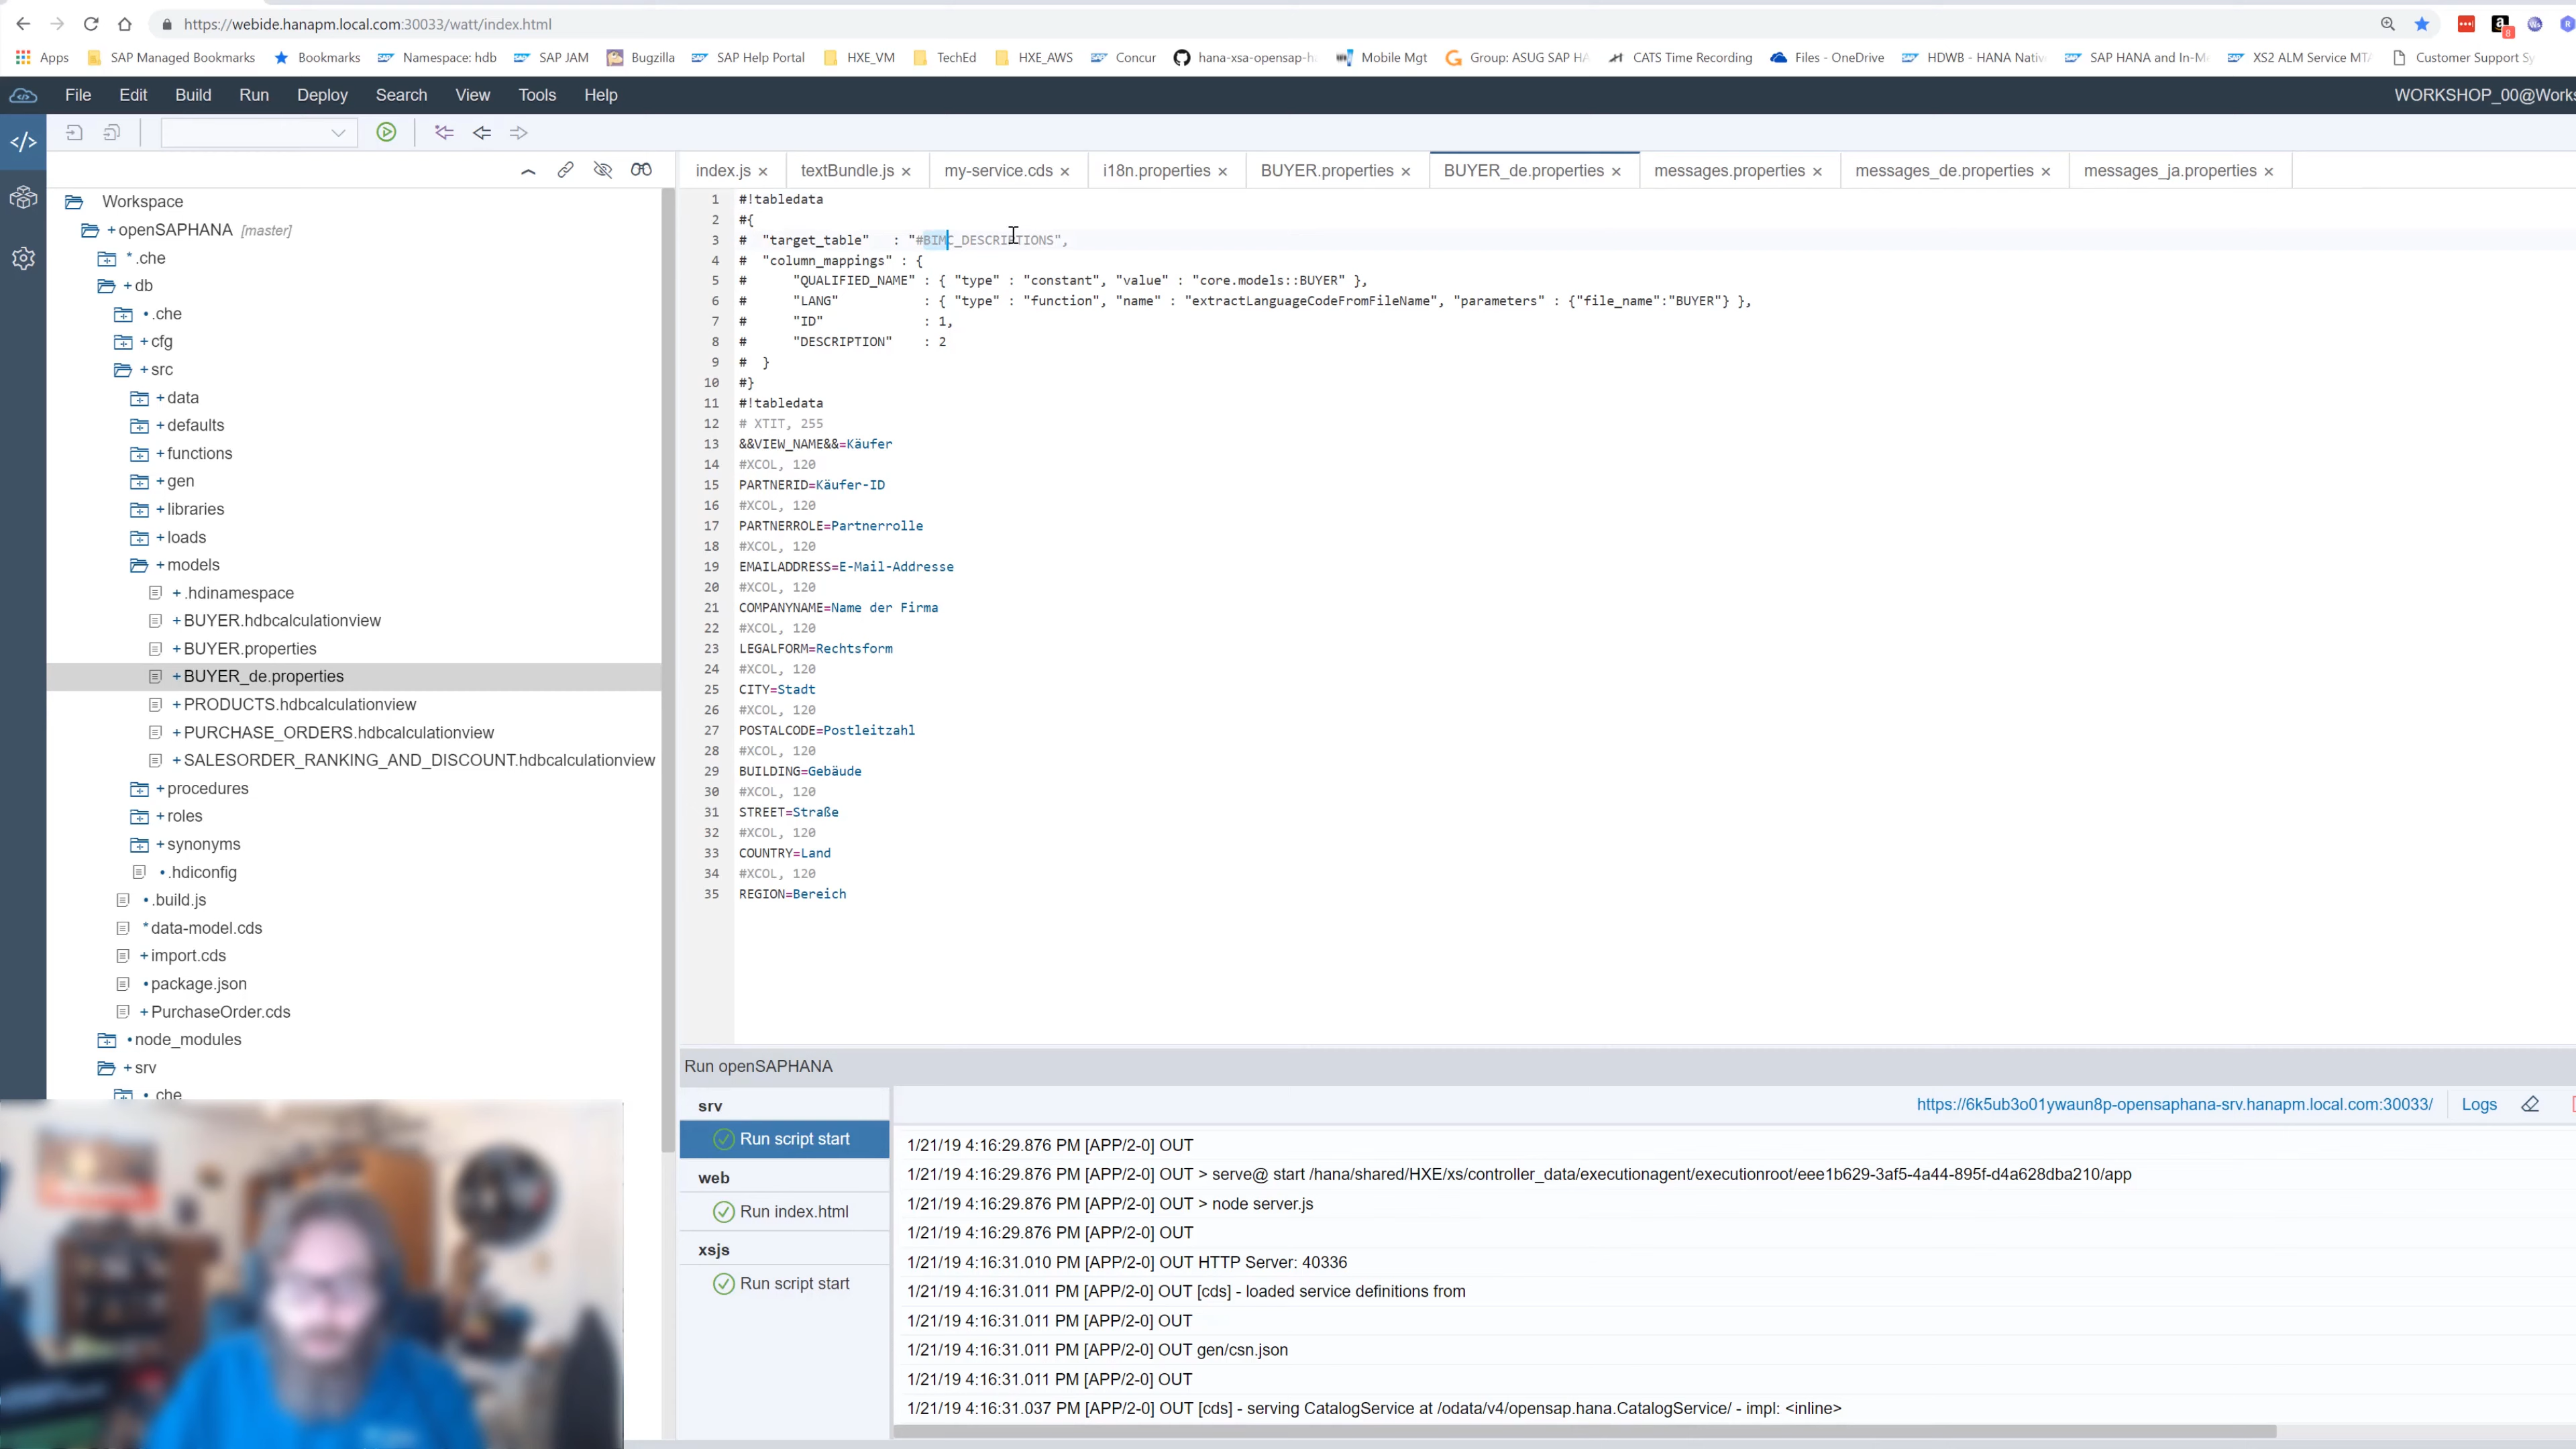 https://webide.hanapm.local.com:30033/watt/index.html
Apps SAP Managed Bookmarks Bookmarks Namespace: hdb SAP JAM Bugzilla SAP Help Portal HXE_VM TechEd HXE_AWS Concur hana-xsa-opensap-h Mobile Mgt Group: ASUG SAP HA CATS Time Recording Files - OneDrive HDWB - HANA Nativ SAP HANA and In-M XS2 ALM Service MTA Customer Support Sy
File Edit Build Run Deploy Search View Tools Help WORKSHOP_00@Works
index.js × textBundle.js × my-service.cds × i18n.properties × BUYER.properties × BUYER_de.properties × messages.properties × messages_de.properties × messages_ja.properties ×
Workspace
+openSAPHANA [master]
* .che
+ db
• .che
+ cfg
+ src
+ data
+ defaults
+ functions
+ gen
+ libraries
+ loads
+ models
+ .hdinamespace
+ BUYER.hdbcalculationview
+ BUYER.properties
+ BUYER_de.properties
+ PRODUCTS.hdbcalculationview
+ PURCHASE_ORDERS.hdbcalculationview
+ SALESORDER_RANKING_AND_DISCOUNT.hdbcalculationview
+ procedures
+ roles
+ synonyms
• .hdiconfig
• .build.js
* data-model.cds
+ import.cds
• package.json
+ PurchaseOrder.cds
• node_modules
+ srv
• .che
1 #!tabledata
2 #{
3 #  "target_table"   : "#BIMC_DESCRIPTIONS",
4 #  "column_mappings" : {
5 #      "QUALIFIED_NAME" : { "type" : "constant", "value" : "core.models::BUYER" },
6 #      "LANG"           : { "type" : "function", "name" : "extractLanguageCodeFromFileName", "parameters" : {"file_name":"BUYER"} },
7 #      "ID"             : 1,
8 #      "DESCRIPTION"    : 2
9 #  }
10 #}
11 #!tabledata
12 # XTIT, 255
13 &&VIEW_NAME&&=Käufer
14 #XCOL, 120
15 PARTNERID=Käufer-ID
16 #XCOL, 120
17 PARTNERROLE=Partnerrolle
18 #XCOL, 120
19 EMAILADDRESS=E-Mail-Addresse
20 #XCOL, 120
21 COMPANYNAME=Name der Firma
22 #XCOL, 120
23 LEGALFORM=Rechtsform
24 #XCOL, 120
25 CITY=Stadt
26 #XCOL, 120
27 POSTALCODE=Postleitzahl
28 #XCOL, 120
29 BUILDING=Gebäude
30 #XCOL, 120
31 STREET=Straße
32 #XCOL, 120
33 COUNTRY=Land
34 #XCOL, 120
35 REGION=Bereich
Run openSAPHANA
srv
Run script start
web
Run index.html
xsjs
Run script start
https://6k5ub3o01ywaun8p-opensaphana-srv.hanapm.local.com:30033/ Logs
1/21/19 4:16:29.876 PM [APP/2-0] OUT
1/21/19 4:16:29.876 PM [APP/2-0] OUT > serve@ start /hana/shared/HXE/xs/controller_data/executionagent/executionroot/eee1b629-3af5-4a44-895f-d4a628dba210/app
1/21/19 4:16:29.876 PM [APP/2-0] OUT > node server.js
1/21/19 4:16:29.876 PM [APP/2-0] OUT
1/21/19 4:16:31.010 PM [APP/2-0] OUT HTTP Server: 40336
1/21/19 4:16:31.011 PM [APP/2-0] OUT [cds] - loaded service definitions from
1/21/19 4:16:31.011 PM [APP/2-0] OUT
1/21/19 4:16:31.011 PM [APP/2-0] OUT gen/csn.json
1/21/19 4:16:31.011 PM [APP/2-0] OUT
1/21/19 4:16:31.037 PM [APP/2-0] OUT [cds] - serving CatalogService at /odata/v4/opensap.hana.CatalogService/ - impl: <inline>